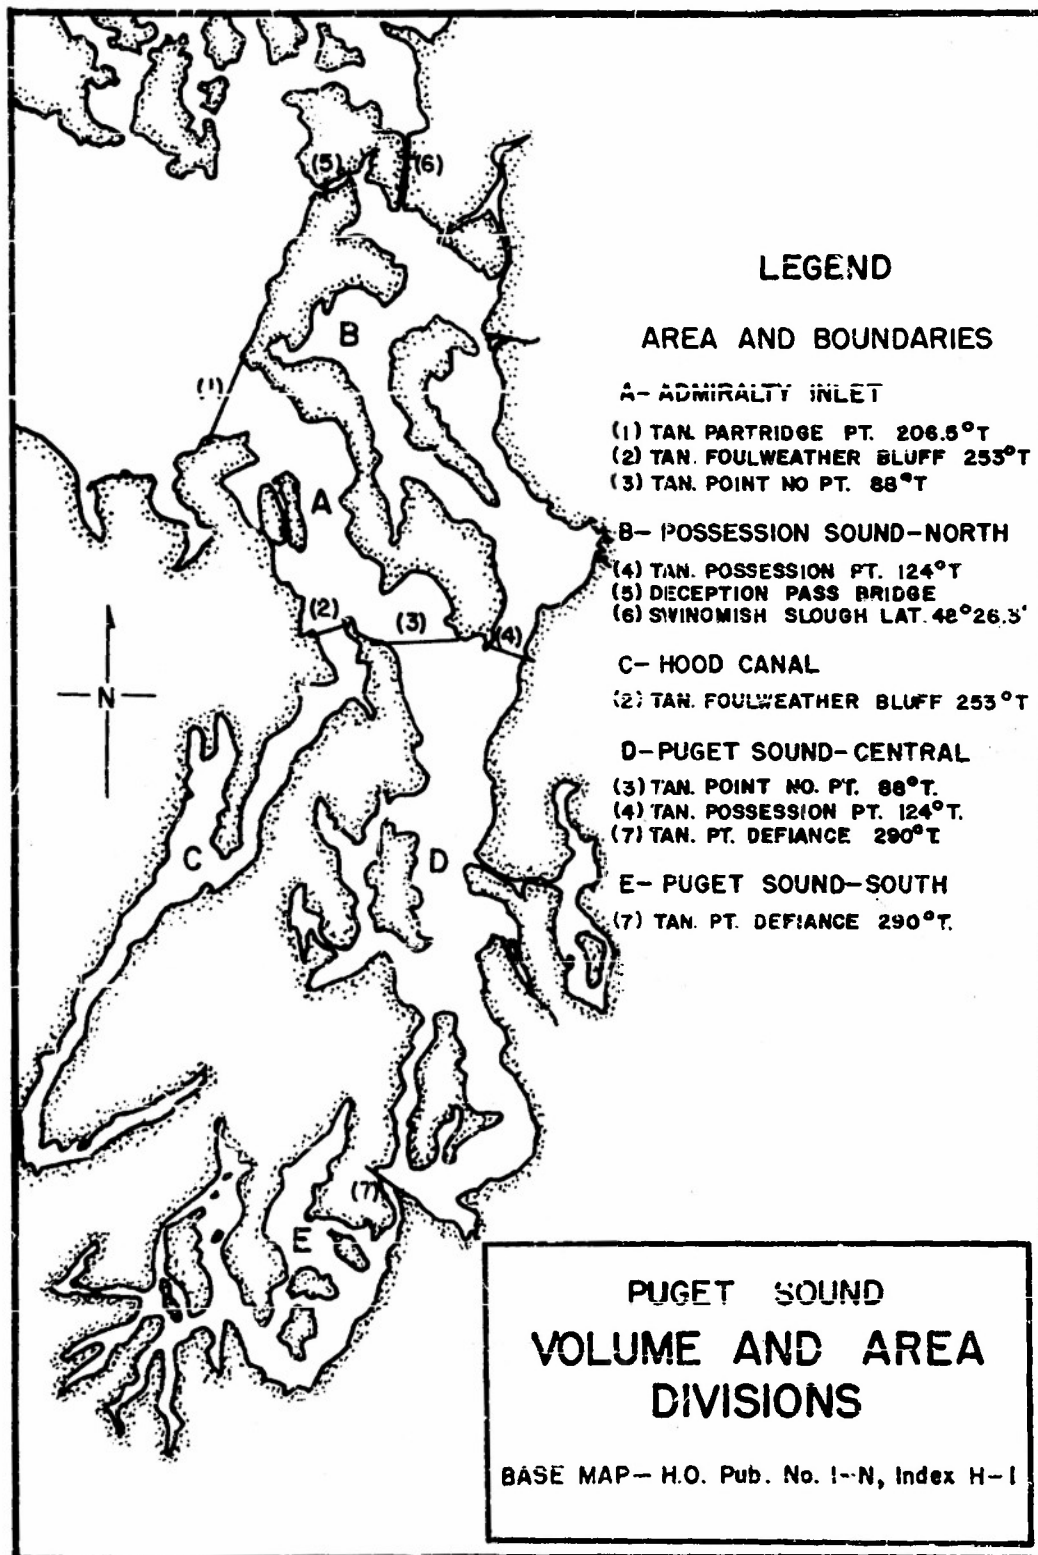 (5)
(6)
B
(1)
A
(2)
(3)
(4)
N
C
D
(7)
E
LEGEND
AREA AND BOUNDARIES
A- ADMIRALTY INLET
(1) TAN. PARTRIDGE PT. 206.5°T
(2) TAN. FOULWEATHER BLUFF 253°T
(3) TAN. POINT NO PT. 88°T
B- POSSESSION SOUND-NORTH
(4) TAN. POSSESSION PT. 124°T
(5) DECEPTION PASS BRIDGE
(6) SWINOMISH SLOUGH LAT. 48°26.3'
C- HOOD CANAL
(2) TAN. FOULWEATHER BLUFF 253°T
D-PUGET SOUND-CENTRAL
(3) TAN. POINT NO. PT. 88°T.
(4) TAN. POSSESSION PT. 124°T.
(7) TAN. PT. DEFIANCE 290°T.
E- PUGET SOUND-SOUTH
(7) TAN. PT. DEFIANCE 290°T.
PUGET SOUND
VOLUME AND AREA
DIVISIONS
BASE MAP- H.O. Pub. No. 1-N, Index H-1